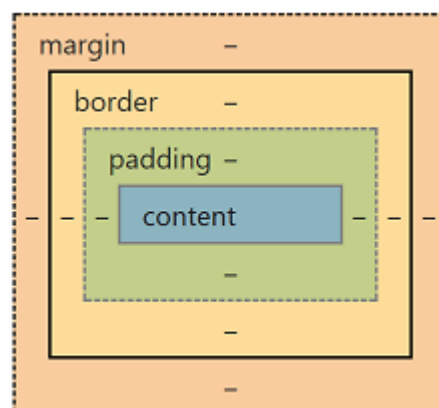 margin –
border –
padding –
– – – content – – –
–
–
–